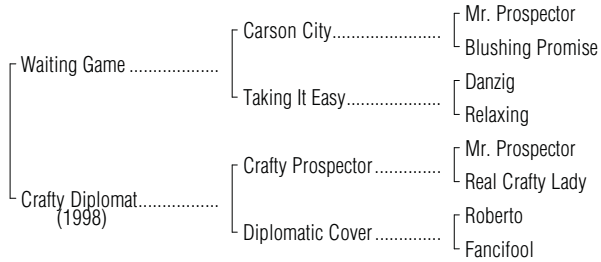 Mr. Prospector
Carson City....................
Blushing Promise
Waiting Game ..................
Danzig
Taking It Easy...................
Relaxing
Mr. Prospector
Crafty Prospector .............
Real Crafty Lady
Crafty Diplomat................
(1998)
Roberto
Diplomatic Cover .............
Fancifool